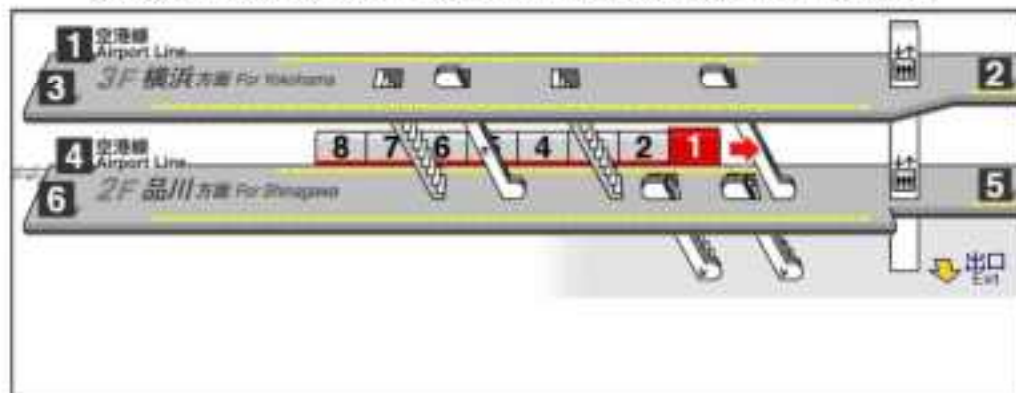 1 空港線
Airport Line
3 3F 横浜方面 For Yokohama 2
8 7 6 5 4 2 1
4 空港線
Airport Line
6 2F 品川方面 For Shinagawa 5
出口
Exit